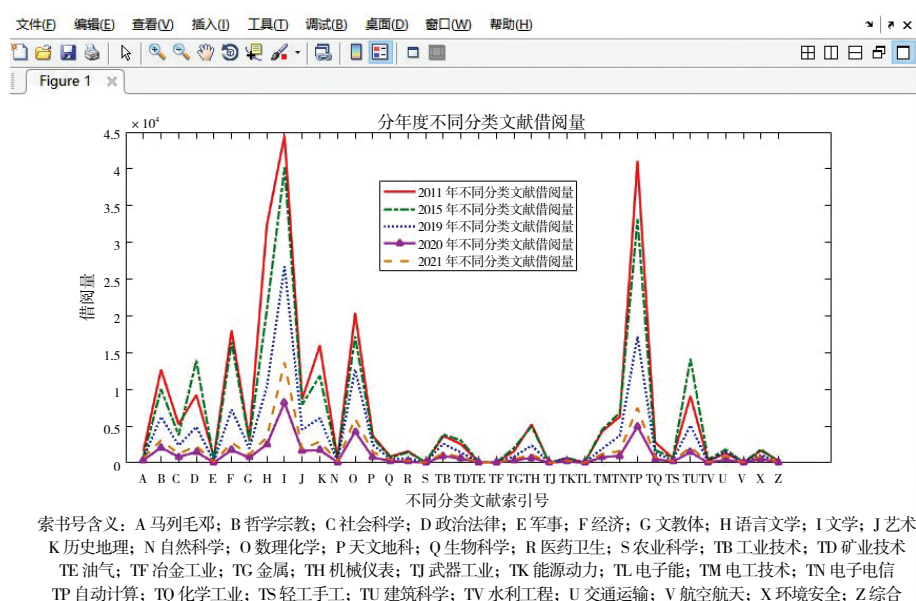 文件(F) 编辑(E) 查看(V) 插入(I) 工具(T) 调试(B) 桌面(D) 窗口(W) 帮助(H)
Figure 1
×10⁴
分年度不同分类文献借阅量
4.5
4
3.5
3
2.5
2
1.5
1
0.5
0
借阅量
2011 年不同分类文献借阅量
2015 年不同分类文献借阅量
2019 年不同分类文献借阅量
2020 年不同分类文献借阅量
2021 年不同分类文献借阅量
A B C D E F G H I J K N O P Q R S TB TD TE TF TG TH TJ TK TL TM TN TP TQ TS TU TV U V X Z
不同分类文献索引号
索书号含义：A 马列毛邓；B 哲学宗教；C 社会科学；D 政治法律；E 军事；F 经济；G 文教体；H 语言文学；I 文学；J 艺术
K 历史地理；N 自然科学；O 数理化学；P 天文地科；Q 生物科学；R 医药卫生；S 农业科学；TB 工业技术；TD 矿业技术
TE 油气；TF 冶金工业；TG 金属；TH 机械仪表；TJ 武器工业；TK 能源动力；TL 电子能；TM 电工技术；TN 电子电信
TP 自动计算；TQ 化学工业；TS 轻工手工；TU 建筑科学；TV 水利工程；U 交通运输；V 航空航天；X 环境安全；Z 综合